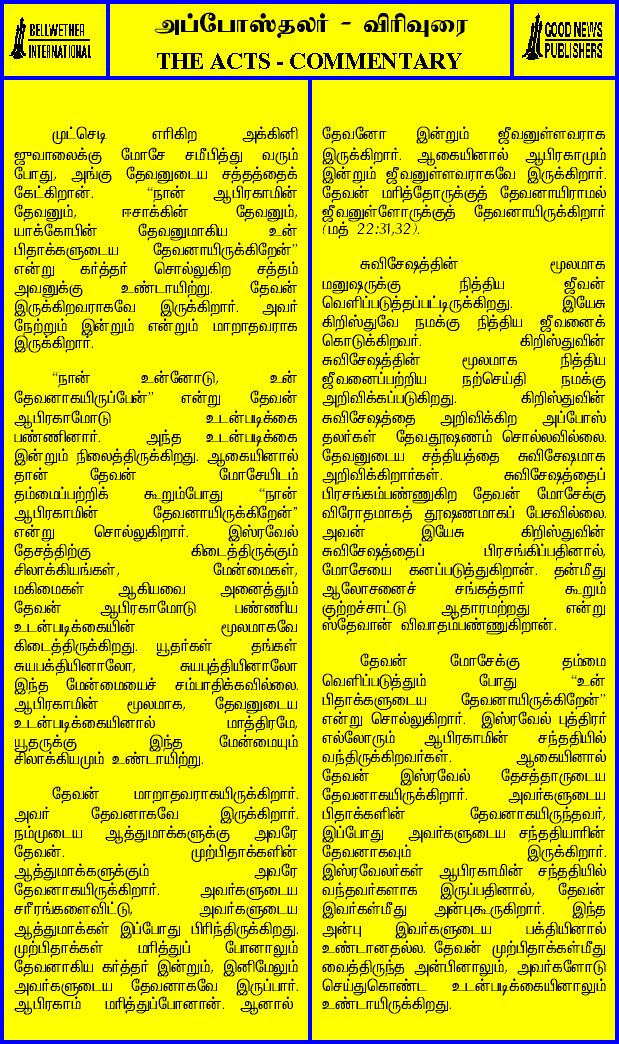 BELLWETHER
INTERNATIONAL
அப்போஸ்தலர் - விரிவுரை
THE ACTS - COMMENTARY
GOOD NEWS
PUBLISHERS
முட்செடி எரிகிற அக்கினி
ஜுவாலைக்கு மோசே சமீபித்து வரும்
போது, அங்கு தேவனுடைய சத்தத்தைக்
கேட்கிறான். “நான் ஆபிரகாமின்
தேவனும், ஈசாக்கின் தேவனும்,
யாக்கோபின் தேவனுமாகிய உன்
பிதாக்களுடைய தேவனாயிருக்கிறேன்”
என்று கர்த்தர் சொல்லுகிற சத்தம்
அவனுக்கு உண்டாயிற்று. தேவன்
இருக்கிறவராகவே இருக்கிறார். அவர்
நேற்றும் இன்றும் என்றும் மாறாதவராக
இருக்கிறார்.
“நான் உன்னோடு, உன்
தேவனாகயிருப்பேன்” என்று தேவன்
ஆபிரகாமோடு உடன்படிக்கை
பண்ணினார். அந்த உடன்படிக்கை
இன்றும் நிலைத்திருக்கிறது. ஆகையினால்
தான் தேவன் மோசேயிடம்
தம்மைப்பற்றிக் கூறும்போது “நான்
ஆபிரகாமின் தேவனாயிருக்கிறேன்”
என்று சொல்லுகிறார். இஸ்ரவேல்
தேசத்திற்கு கிடைத்திருக்கும்
சிலாக்கியங்கள், மேன்மைகள்,
மகிமைகள் ஆகியவை அனைத்தும்
தேவன் ஆபிரகாமோடு பண்ணிய
உடன்படிக்கையின் மூலமாகவே
கிடைத்திருக்கிறது. யூதர்கள் தங்கள்
சுயபக்தியினாலோ, சுயபுத்தியினாலோ
இந்த மேன்மையைச் சம்பாதிக்கவில்லை.
ஆபிரகாமின் மூலமாக, தேவனுடைய
உடன்படிக்கையினால் மாத்திரமே,
யூதருக்கு இந்த மேன்மையும்
சிலாக்கியமும் உண்டாயிற்று.
தேவன் மாறாதவராகயிருக்கிறார்.
அவர் தேவனாகவே இருக்கிறார்.
நம்முடைய ஆத்துமாக்களுக்கு அவரே
தேவன். முற்பிதாக்களின்
ஆத்துமாக்களுக்கும் அவரே
தேவனாகயிருக்கிறார். அவர்களுடைய
சரீரங்களைவிட்டு, அவர்களுடைய
ஆத்துமாக்கள் இப்போது பிரிந்திருக்கிறது.
முற்பிதாக்கள் மரித்துப் போனாலும்
தேவனாகிய கர்த்தர் இன்றும், இனிமேலும்
அவர்களுடைய தேவனாகவே இருப்பார்.
ஆபிரகாம் மரித்துப்போனான். ஆனால்
தேவனோ இன்றும் ஜீவனுள்ளவராக
இருக்கிறார். ஆகையினால் ஆபிரகாமும்
இன்றும் ஜீவனுள்ளவராகவே இருக்கிறார்.
தேவன் மரித்தோருக்குத் தேவனாயிராமல்
ஜீவனுள்ளோருக்குத் தேவனாயிருக்கிறார்
(மத் 22:31,32).
சுவிசேஷத்தின் மூலமாக
மனுஷருக்கு நித்திய ஜீவன்
வெளிப்படுத்தப்பட்டிருக்கிறது. இயேசு
கிறிஸ்துவே நமக்கு நித்திய ஜீவனைக்
கொடுக்கிறவர். கிறிஸ்துவின்
சுவிசேஷத்தின் மூலமாக நித்திய
ஜீவனைப்பற்றிய நற்செய்தி நமக்கு
அறிவிக்கப்படுகிறது. கிறிஸ்துவின்
சுவிசேஷத்தை அறிவிக்கிற அப்போஸ்
தலர்கள் தேவதூஷணம் சொல்லவில்லை.
தேவனுடைய சத்தியத்தை சுவிசேஷமாக
அறிவிக்கிறார்கள். சுவிசேஷத்தைப்
பிரசங்கம்பண்ணுகிற தேவன் மோசேக்கு
விரோதமாகத் தூஷணமாகப் பேசவில்லை.
அவன் இயேசு கிறிஸ்துவின்
சுவிசேஷத்தைப் பிரசங்கிப்பதினால்,
மோசேயை கனப்படுத்துகிறான். தன்மீது
ஆலோசனைச் சங்கத்தார் கூறும்
குற்றச்சாட்டு ஆதாரமற்றது என்று
ஸ்தேவான் விவாதம்பண்ணுகிறான்.
தேவன் மோசேக்கு தம்மை
வெளிப்படுத்தும் போது “உன்
பிதாக்களுடைய தேவனாயிருக்கிறேன்”
என்று சொல்லுகிறார். இஸ்ரவேல் புத்திரர்
எல்லோரும் ஆபிரகாமின் சந்ததியில்
வந்திருக்கிறவர்கள். ஆகையினால்
தேவன் இஸ்ரவேல் தேசத்தாருடைய
தேவனாகயிருக்கிறார். அவர்களுடைய
பிதாக்களின் தேவனாகயிருந்தவர்,
இப்போது அவர்களுடைய சந்ததியாரின்
தேவனாகவும் இருக்கிறார்.
இஸ்ரவேலர்கள் ஆபிரகாமின் சந்ததியில்
வந்தவர்களாக இருப்பதினால், தேவன்
இவர்கள்மீது அன்புகூருகிறார். இந்த
அன்பு இவர்களுடைய பக்தியினால்
உண்டானதல்ல. தேவன் முற்பிதாக்கள்மீது
வைத்திருந்த அன்பினாலும், அவர்களோடு
செய்துகொண்ட உடன்படிக்கையினாலும்
உண்டாயிருக்கிறது.